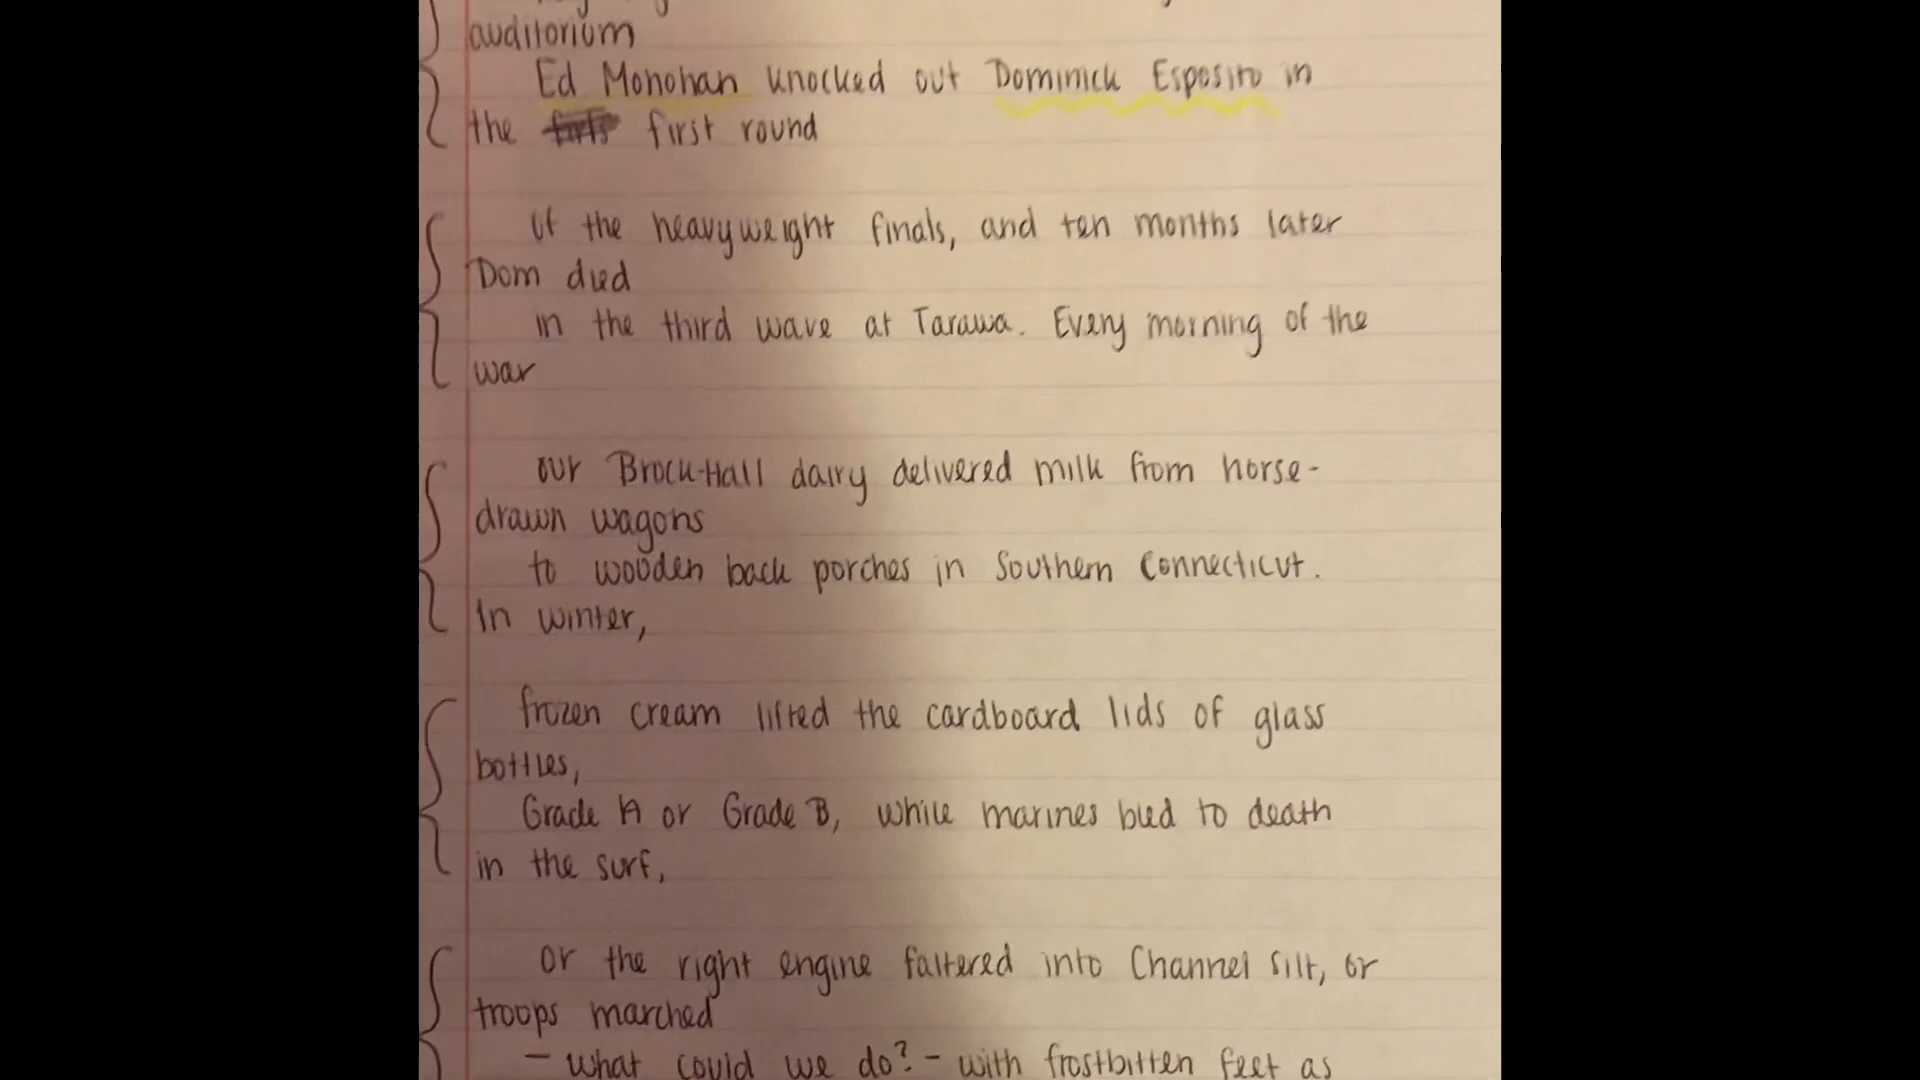 auditorium
Ed Monohan knocked out Dominick Esposito in
the first round
of the heavyweight finals, and ten months later
Dom died
in the third wave at Tarawa. Every morning of the
war
our Brock-Hall dairy delivered milk from horse-
drawn wagons
to wooden back porches in Southern Connecticut.
In winter,
frozen cream lifted the cardboard lids of glass
bottles,
Grade A or Grade B, while marines bled to death
in the surf,
or the right engine faltered into Channel silt, or
troops marched
- what could we do? - with frostbitten feet as